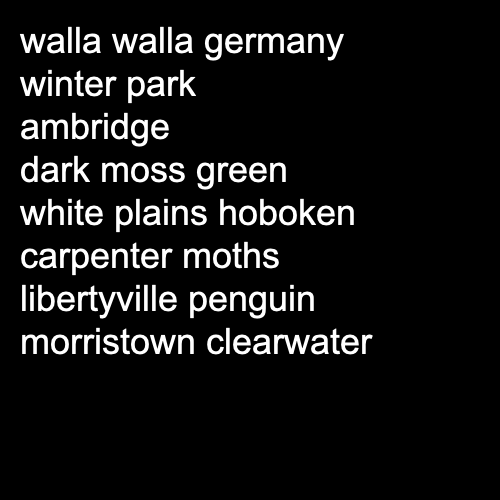 walla walla germany
winter park
ambridge
dark moss green
white plains hoboken
carpenter moths
libertyville penguin
morristown clearwater